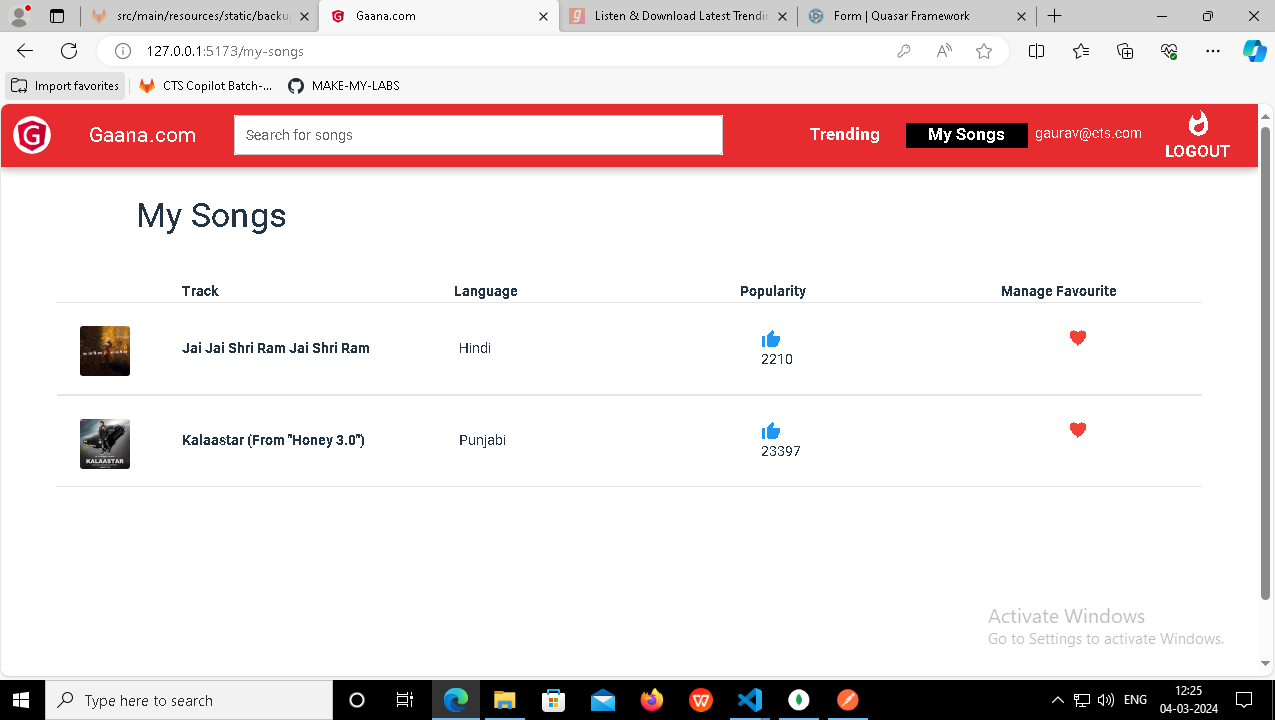 src/main/resources/static/backup
Gaana.com
Listen & Download Latest Trendin
Form | Quasar Framework
127.0.0.1:5173/my-songs
Import favorites
CTS Copilot Batch-...
MAKE-MY-LABS
G Gaana.com
Search for songs
Trending
My Songs
gaurav@cts.com
LOGOUT
My Songs
Track Language Popularity Manage Favourite
Jai Jai Shri Ram Jai Shri Ram Hindi 2210
Kalaastar (From "Honey 3.0") Punjabi 23397
KALAASTAR
Activate Windows
Go to Settings to activate Windows.
Type here to search
ENG
12:25
04-03-2024